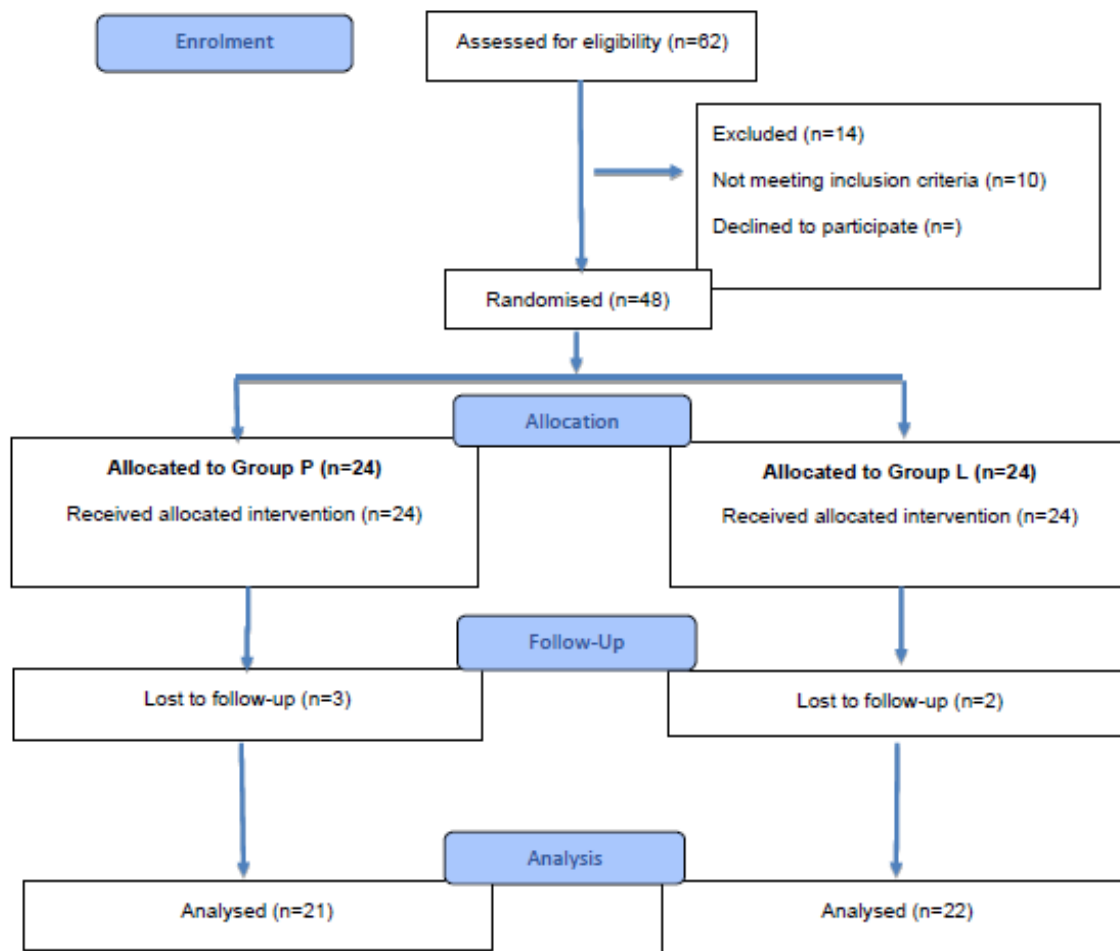 Enrolment
Assessed for eligibility (n=62)
Excluded (n=14)
Not meeting inclusion criteria (n=10)
Declined to participate (n=)
Randomised (n=48)
Allocation
Allocated to Group P (n=24)
Received allocated intervention (n=24)
Allocated to Group L (n=24)
Received allocated intervention (n=24)
Follow-Up
Lost to follow-up (n=3)
Lost to follow-up (n=2)
Analysis
Analysed (n=21)
Analysed (n=22)